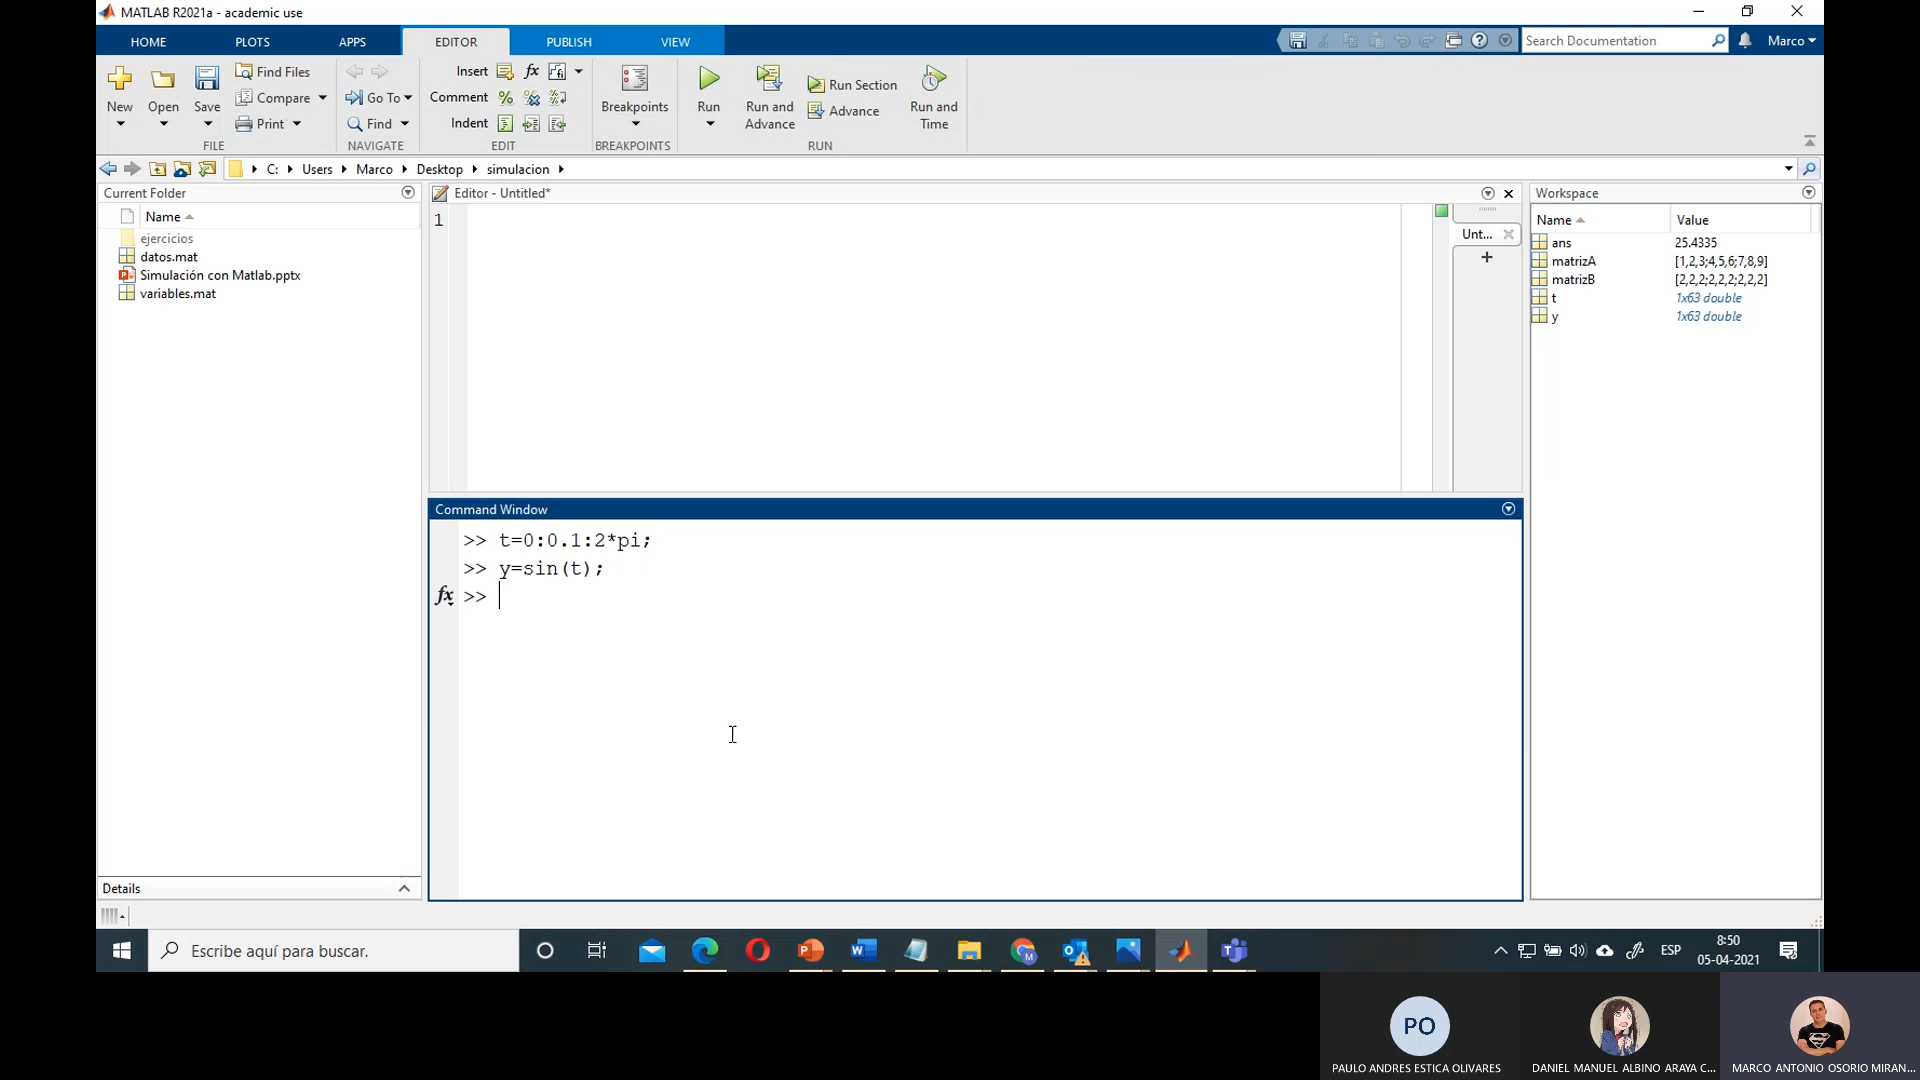 MATLAB R2021a - academic use
HOME PLOTS APPS EDITOR PUBLISH VIEW
Search Documentation
Marco
New Open Save
Find Files
Compare
Print
FILE
Go To
Find
NAVIGATE
Insert fx
Comment % % %
Indent
EDIT
Breakpoints
BREAKPOINTS
Run
Run and Advance
Run Section
Advance
Run and Time
RUN
C: Users Marco Desktop simulacion
Current Folder
Name
ejercicios
datos.mat
Simulación con Matlab.pptx
variables.mat
Details
Editor - Untitled*
1
Unt...
+
Command Window
>> t=0:0.1:2*pi;
>> y=sin(t);
fx >>
Workspace
Name Value
ans 25.4335
matrizA [1,2,3;4,5,6;7,8,9]
matrizB [2,2,2;2,2,2;2,2,2]
t 1x63 double
y 1x63 double
Escribe aquí para buscar.
ESP
8:50
05-04-2021
PO
PAULO ANDRES ESTICA OLIVARES
DANIEL MANUEL ALBINO ARAYA C...
MARCO ANTONIO OSORIO MIRAN...